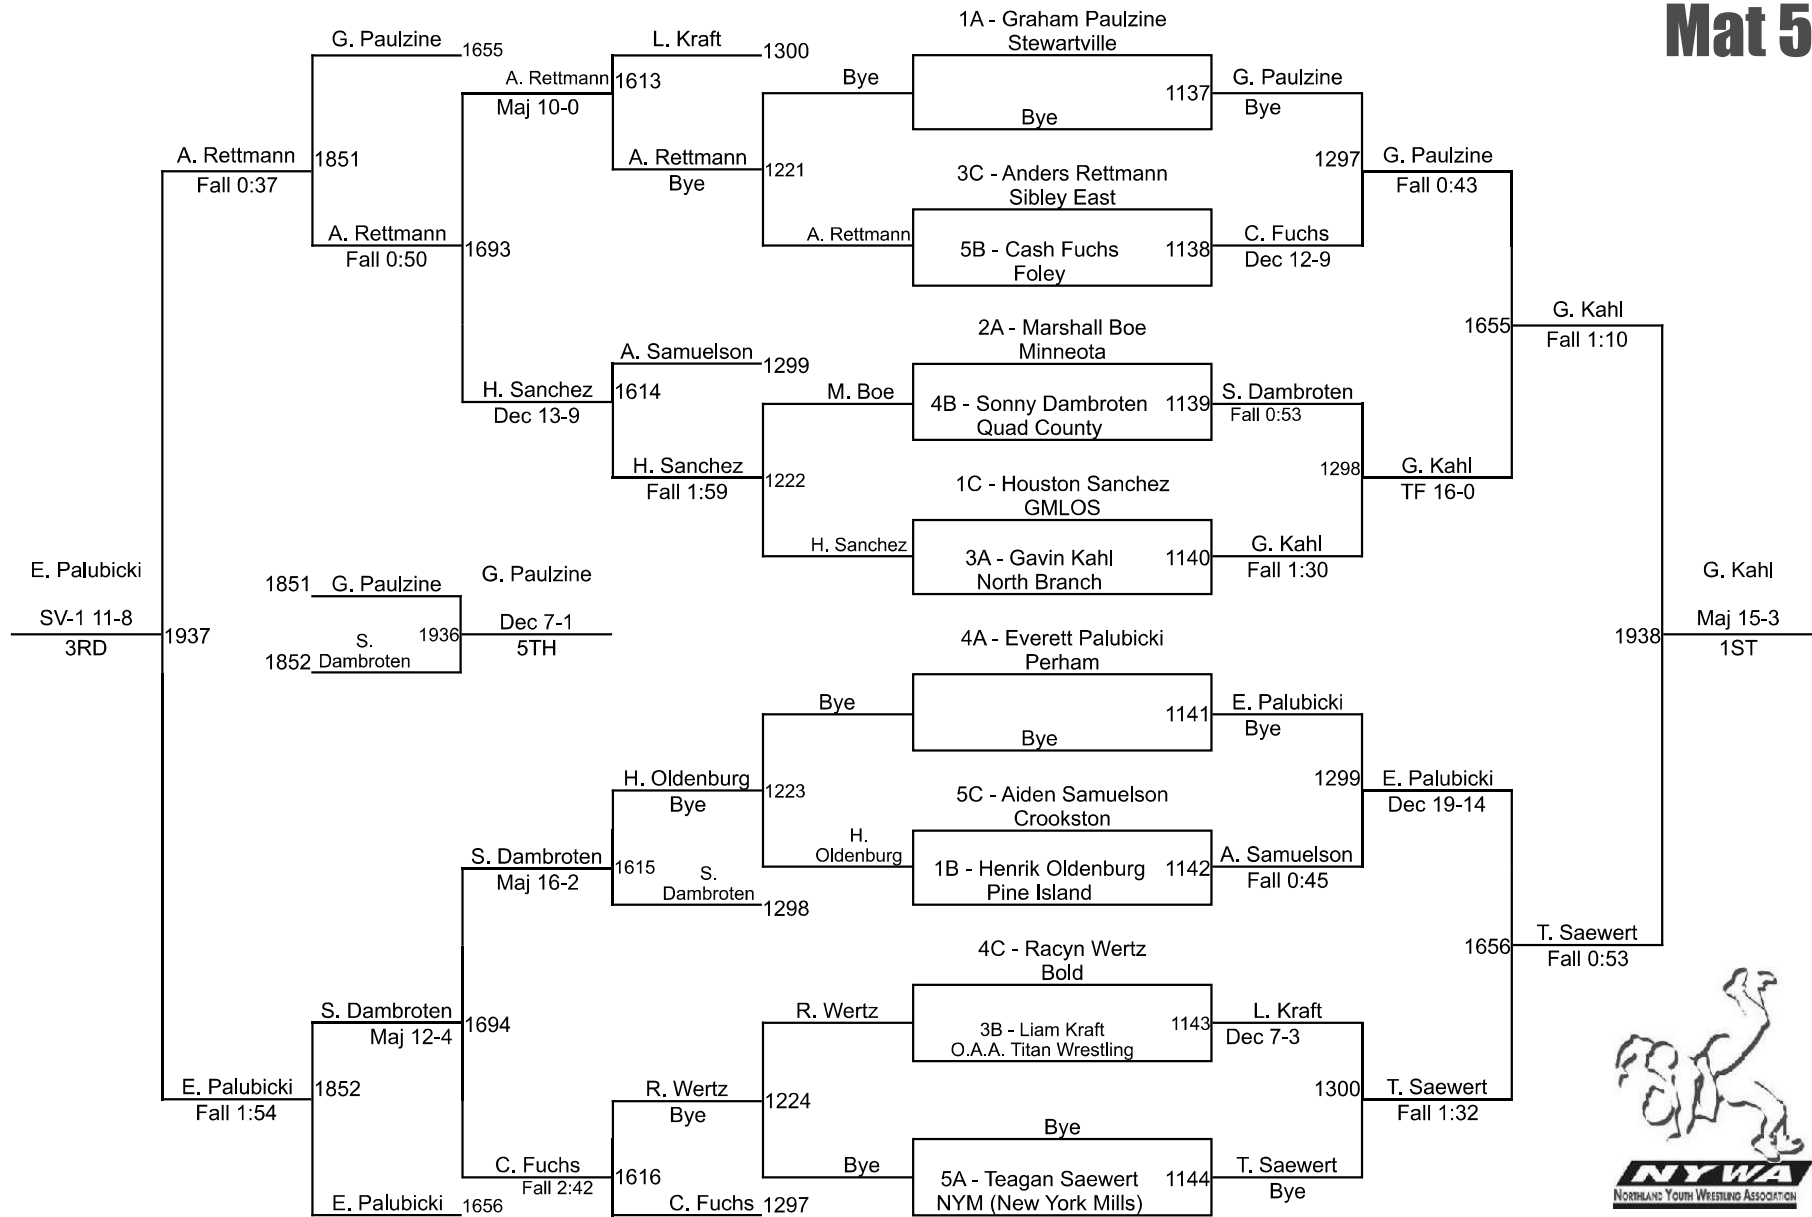 Mat 5
1A - Graham Paulzine
Stewartville
Bye
1137
3C - Anders Rettmann
Sibley East
5B - Cash Fuchs
Foley
1138
2A - Marshall Boe
Minneota
4B - Sonny Dambroten
Quad County
1139
1C - Houston Sanchez
GMLOS
3A - Gavin Kahl
North Branch
1140
4A - Everett Palubicki
Perham
Bye
1141
5C - Aiden Samuelson
Crookston
1B - Henrik Oldenburg
Pine Island
1142
4C - Racyn Wertz
Bold
3B - Liam Kraft
O.A.A. Titan Wrestling
1143
Bye
5A - Teagan Saewert
NYM (New York Mills)
1144
G. Paulzine
Bye
1297
C. Fuchs
Dec 12-9
S. Dambroten
Fall 0:53
1298
G. Kahl
Fall 1:30
E. Palubicki
Bye
1299
A. Samuelson
Fall 0:45
L. Kraft
Dec 7-3
1300
T. Saewert
Bye
G. Paulzine
Fall 0:43
1655
G. Kahl
TF 16-0
E. Palubicki
Dec 19-14
1656
T. Saewert
Fall 1:32
G. Kahl
Fall 1:10
1938
T. Saewert
Fall 0:53
G. Kahl
Maj 15-3
1ST
Bye
1221
A. Rettmann
M. Boe
1222
H. Sanchez
Bye
1223
H.
Oldenburg
R. Wertz
1224
Bye
L. Kraft
1300
1613
A. Rettmann
Bye
A. Samuelson
1299
1614
H. Sanchez
Fall 1:59
H. Oldenburg
Bye
1615
S.
Dambroten
1298
R. Wertz
Bye
1616
C. Fuchs
1297
A. Rettmann
Maj 10-0
1693
H. Sanchez
Dec 13-9
S. Dambroten
Maj 16-2
1694
C. Fuchs
Fall 2:42
G. Paulzine
1655
1851
A. Rettmann
Fall 0:50
S. Dambroten
Maj 12-4
1852
E. Palubicki
1656
A. Rettmann
Fall 0:37
1937
E. Palubicki
Fall 1:54
E. Palubicki
SV-1 11-8
3RD
1851
G. Paulzine
1936
1852
S.
Dambroten
G. Paulzine
Dec 7-1
5TH
NYWA
NORTHLAND YOUTH WRESTLING ASSOCIATION